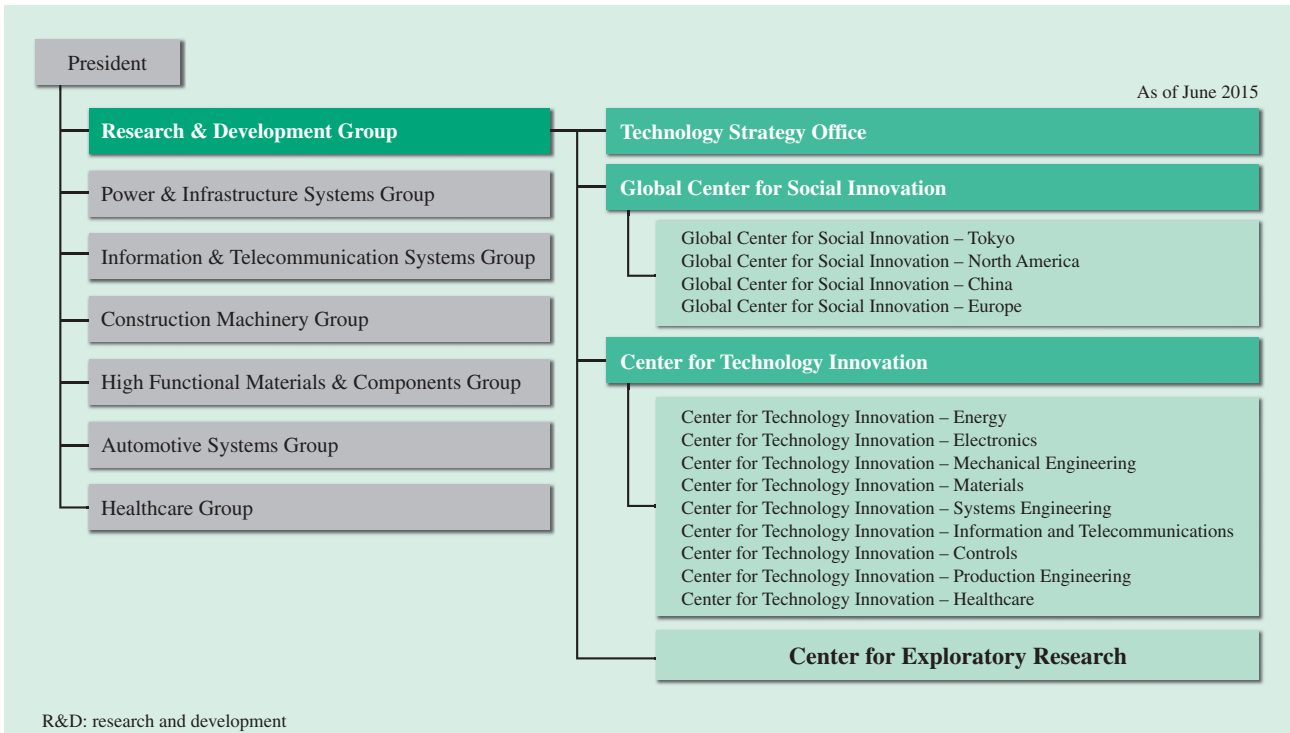 President
As of June 2015
Research & Development Group
Power & Infrastructure Systems Group
Information & Telecommunication Systems Group
Construction Machinery Group
High Functional Materials & Components Group
Automotive Systems Group
Healthcare Group
Technology Strategy Office
Global Center for Social Innovation
Global Center for Social Innovation – Tokyo
Global Center for Social Innovation – North America
Global Center for Social Innovation – China
Global Center for Social Innovation – Europe
Center for Technology Innovation
Center for Technology Innovation – Energy
Center for Technology Innovation – Electronics
Center for Technology Innovation – Mechanical Engineering
Center for Technology Innovation – Materials
Center for Technology Innovation – Systems Engineering
Center for Technology Innovation – Information and Telecommunications
Center for Technology Innovation – Controls
Center for Technology Innovation – Production Engineering
Center for Technology Innovation – Healthcare
Center for Exploratory Research
R&D: research and development